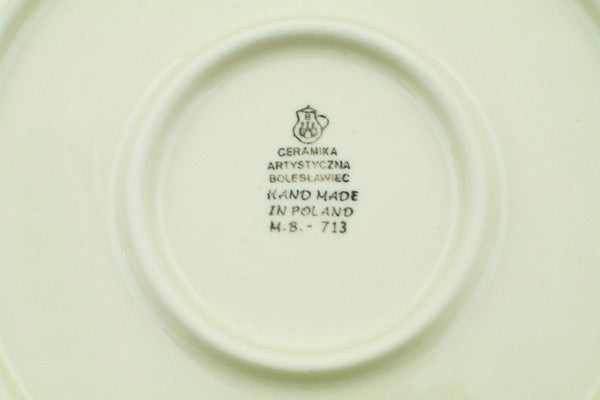 CERAMIKA
ARTYSTYCZNA
BOLESŁAWIEC
HAND MADE
IN POLAND
M.B. - 713